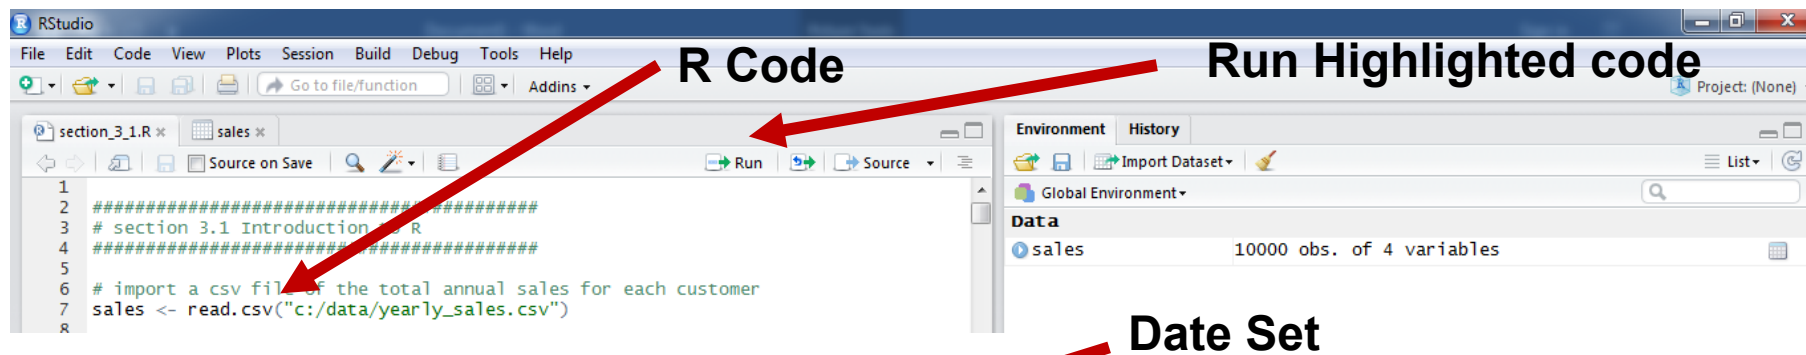 RStudio
File Edit Code View Plots Session Build Debug Tools Help
R Code
Run Highlighted code
Go to file/function
Addins
Project: (None)
section_3_1.R
sales
Environment History
Source on Save
Run
Source
Import Dataset
List
Global Environment
1
2 ##########################################
3 # section 3.1 Introduction to R
4 ##########################################
5
6 # import a csv file of the total annual sales for each customer
7 sales <- read.csv("c:/data/yearly_sales.csv")
8
Data
sales 10000 obs. of 4 variables
Date Set